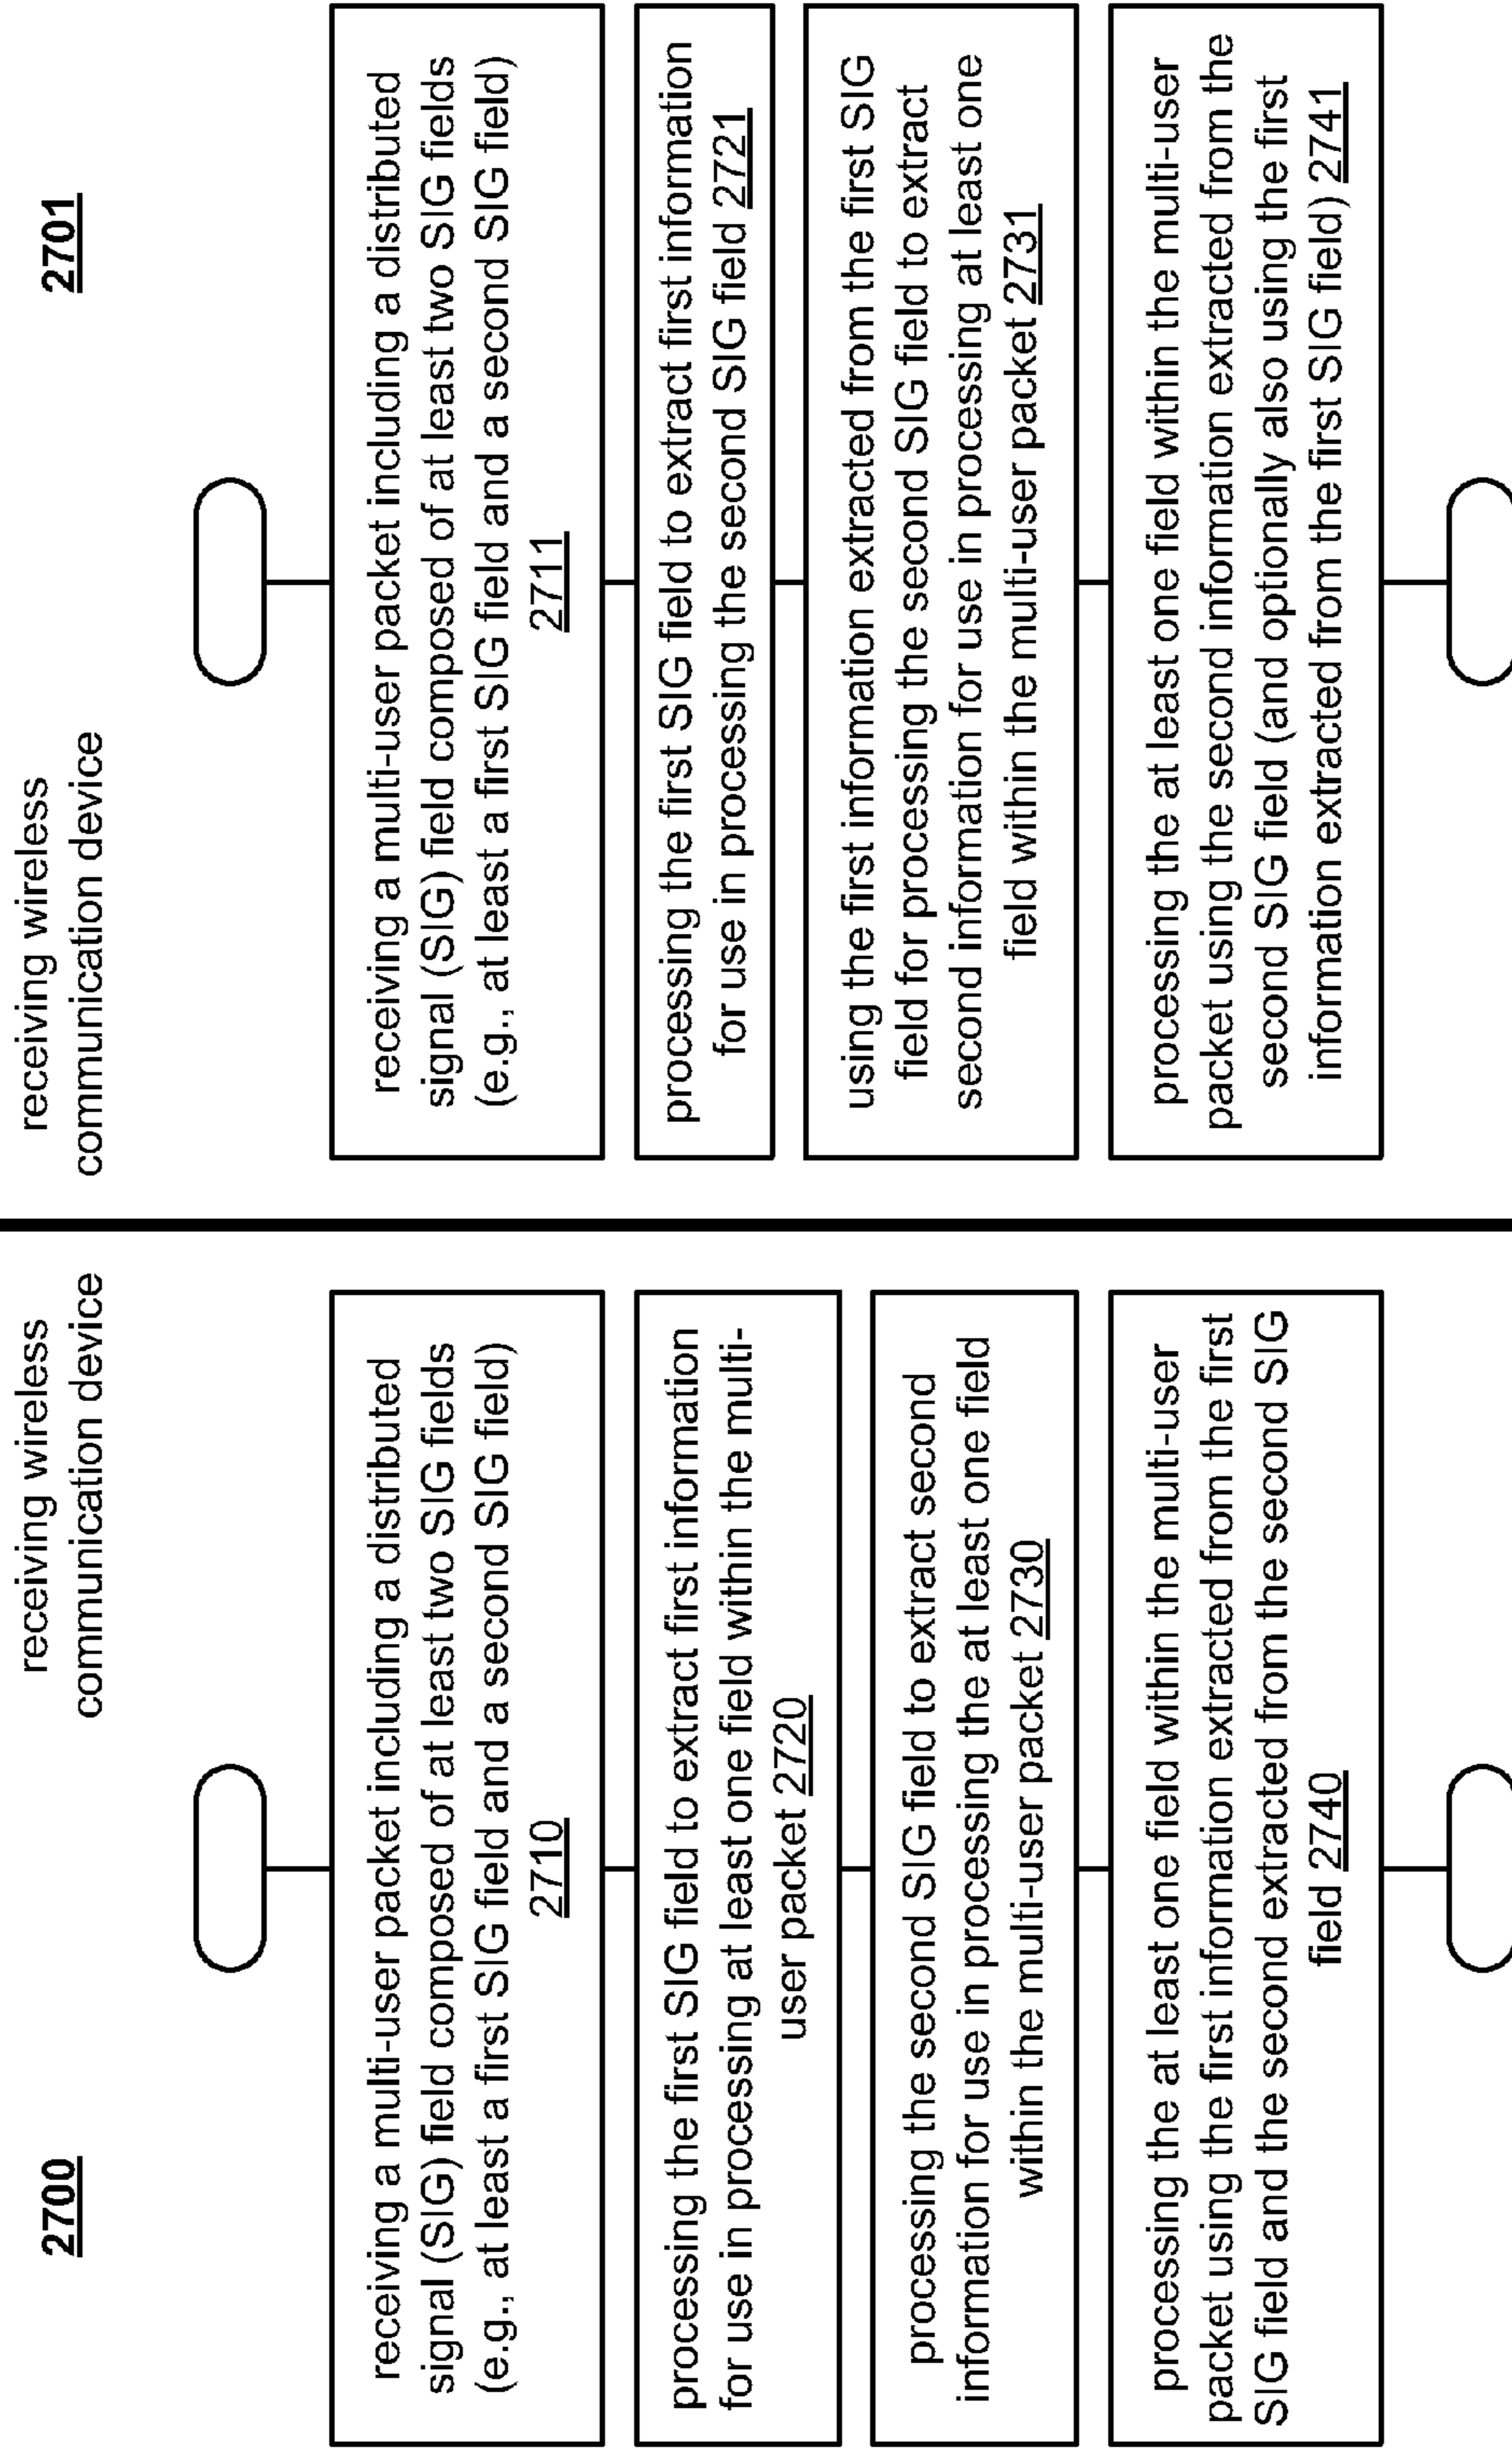 2700
receiving wireless
communication device
receiving a multi-user packet including a distributed
signal (SIG) field composed of at least two SIG fields
(e.g., at least a first SIG field and a second SIG field)
2710
processing the first SIG field to extract first information
for use in processing at least one field within the multi-
user packet 2720
processing the second SIG field to extract second
information for use in processing the at least one field
within the multi-user packet 2730
processing the at least one field within the multi-user
packet using the first information extracted from the first
SIG field and the second extracted from the second SIG
field 2740
receiving wireless
communication device
2701
receiving a multi-user packet including a distributed
signal (SIG) field composed of at least two SIG fields
(e.g., at least a first SIG field and a second SIG field)
2711
processing the first SIG field to extract first information
for use in processing the second SIG field 2721
using the first information extracted from the first SIG
field for processing the second SIG field to extract
second information for use in processing at least one
field within the multi-user packet 2731
processing the at least one field within the multi-user
packet using the second information extracted from the
second SIG field (and optionally also using the first
information extracted from the first SIG field) 2741